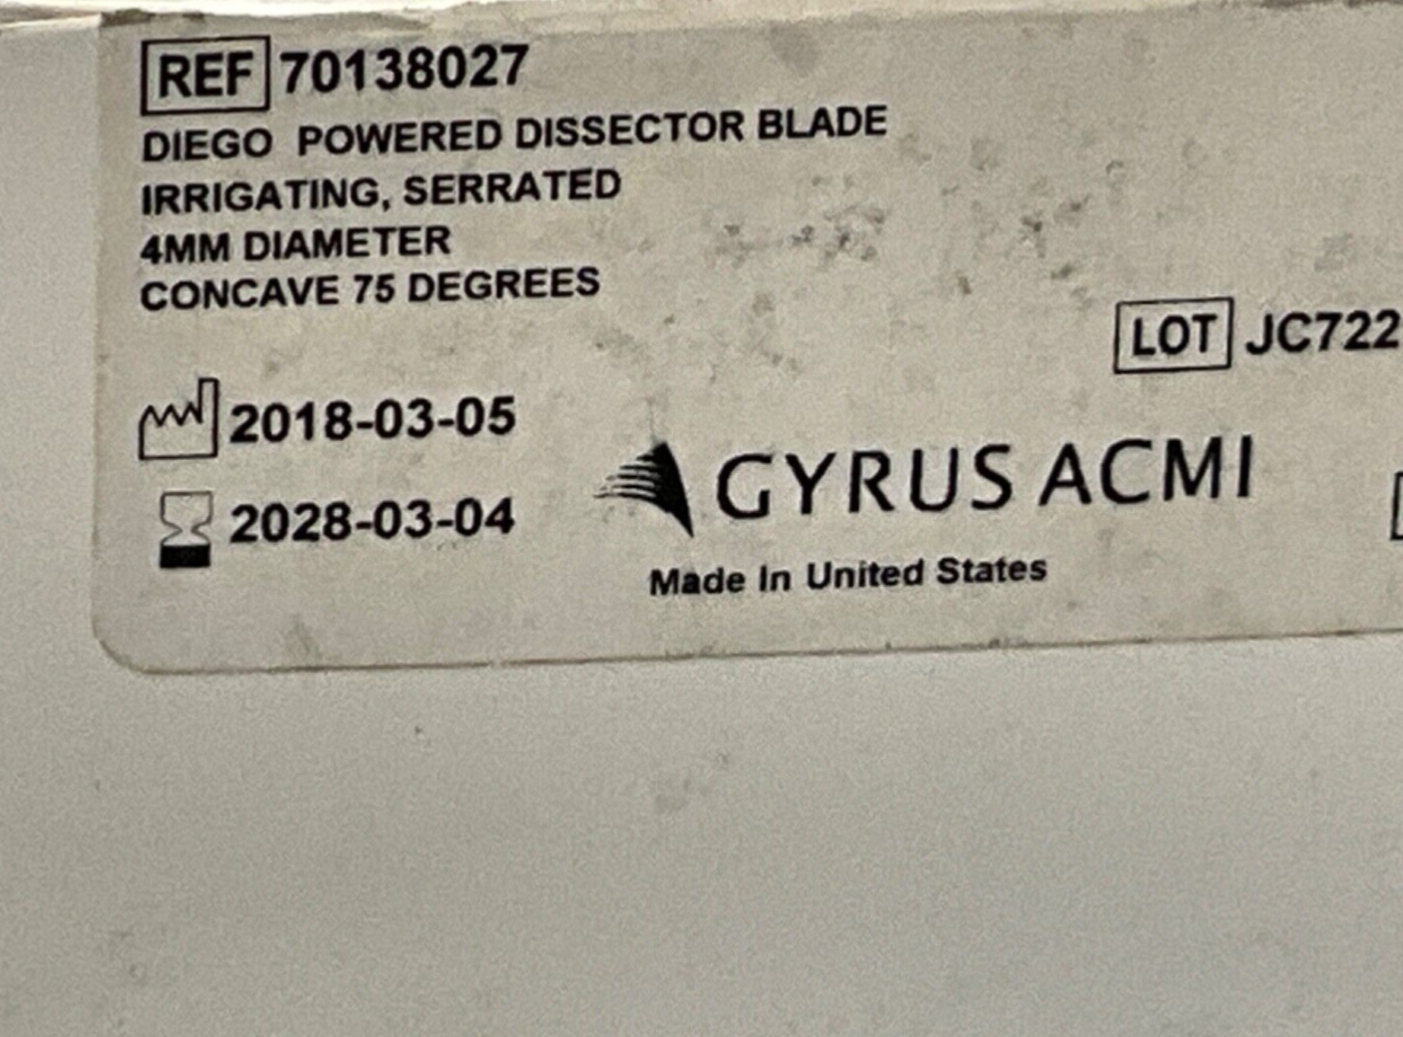 REF 70138027
DIEGO POWERED DISSECTOR BLADE
IRRIGATING, SERRATED
4MM DIAMETER
CONCAVE 75 DEGREES
LOT JC722
2018-03-05
GYRUS ACMI
2028-03-04
Made In United States